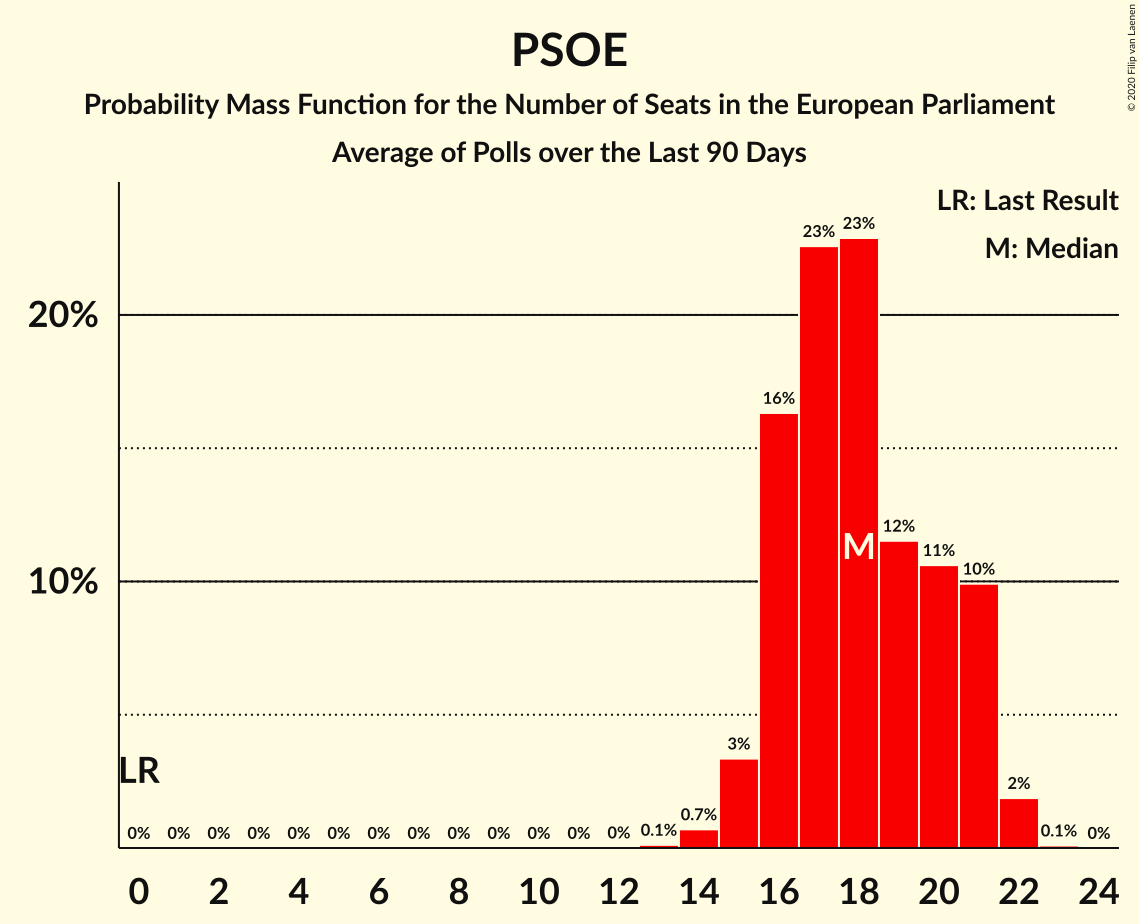 PSOE
Probability Mass Function for the Number of Seats in the European Parliament
Average of Polls over the Last 90 Days
© 2020 Filip van Laenen
LR: Last Result
M: Median
20%
10%
23%
23%
16%
12%
11%
10%
M
3%
2%
LR
0% 0% 0% 0% 0% 0% 0% 0% 0% 0% 0% 0% 0% 0.1% 0.7% 0.1% 0%
0 2 4 6 8 10 12 14 16 18 20 22 24